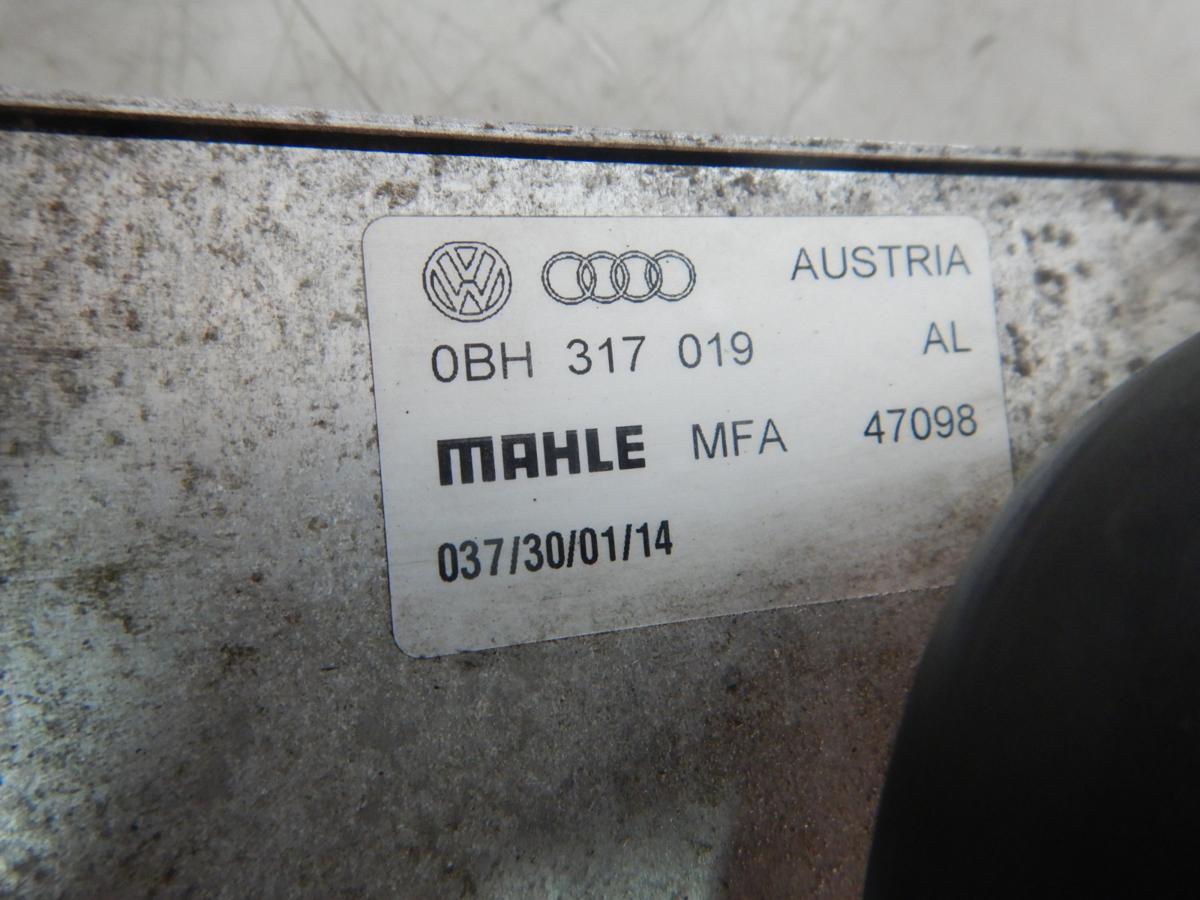 AUSTRIA
0BH 317 019 AL
MAHLE MFA 47098
037/30/01/14